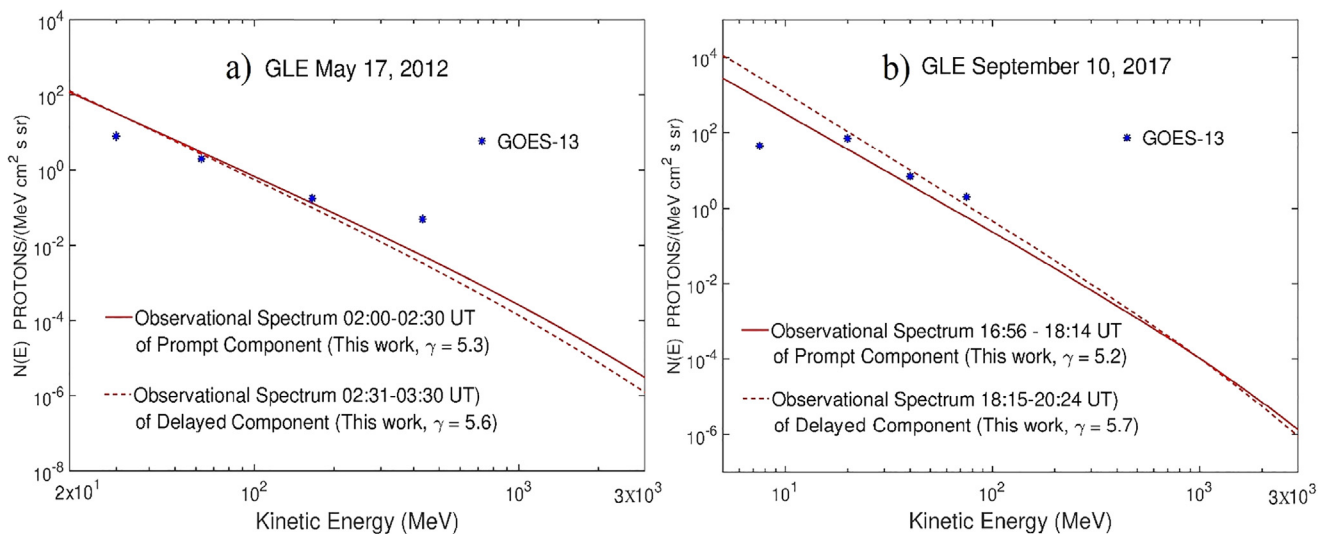 a) GLE May 17, 2012
10^4
10^2
10^0
10^-2
10^-4
10^-6
10^-8
N(E) PROTONS/(MeV cm^2 s sr)
* GOES-13
Observational Spectrum 02:00-02:30 UT
of Prompt Component (This work, γ = 5.3)
Observational Spectrum 02:31-03:30 UT)
of Delayed Component (This work, γ = 5.6)
2x10^1
10^2
10^3
3X10^3
Kinetic Energy (MeV)
b) GLE September 10, 2017
10^4
10^2
10^0
10^-2
10^-4
10^-6
N(E) PROTONS/(MeV cm^2 s sr)
* GOES-13
Observational Spectrum 16:56 - 18:14 UT
of Prompt Component (This work, γ = 5.2)
Observational Spectrum 18:15-20:24 UT)
of Delayed Component (This work, γ = 5.7)
10^1
10^2
10^3
3X10^3
Kinetic Energy (MeV)